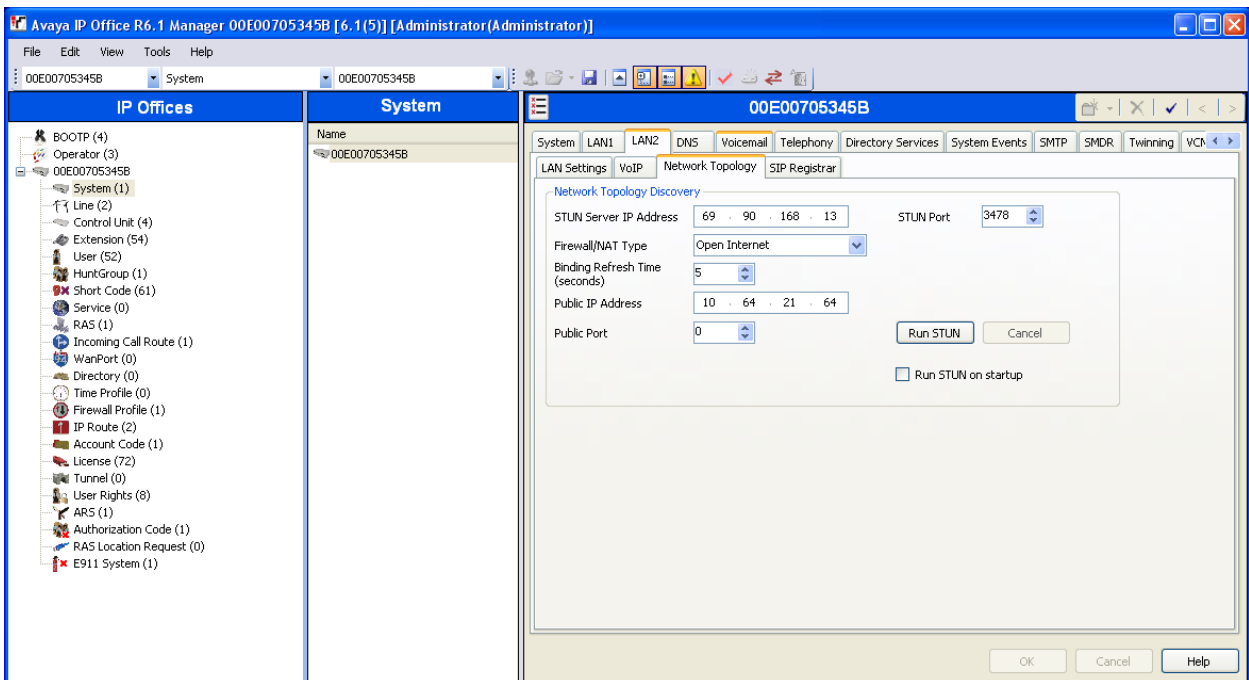 Avaya IP Office R6.1 Manager 00E00705345B [6.1(5)] [Administrator(Administrator)]
File Edit View Tools Help
00E00705345B System 00E00705345B
IP Offices
BOOTP (4)
Operator (3)
00E00705345B
System (1)
Line (2)
Control Unit (4)
Extension (54)
User (52)
HuntGroup (1)
Short Code (61)
Service (0)
RAS (1)
Incoming Call Route (1)
WanPort (0)
Directory (0)
Time Profile (0)
Firewall Profile (1)
IP Route (2)
Account Code (1)
License (72)
Tunnel (0)
User Rights (8)
ARS (1)
Authorization Code (1)
RAS Location Request (0)
E911 System (1)
System
Name
00E00705345B
00E00705345B
System LAN1 LAN2 DNS Voicemail Telephony Directory Services System Events SMTP SMDR Twinning VCM
LAN Settings VoIP Network Topology SIP Registrar
Network Topology Discovery
STUN Server IP Address 69 . 90 . 168 . 13 STUN Port 3478
Firewall/NAT Type Open Internet
Binding Refresh Time
(seconds) 5
Public IP Address 10 . 64 . 21 . 64
Public Port 0 Run STUN Cancel
Run STUN on startup
OK Cancel Help